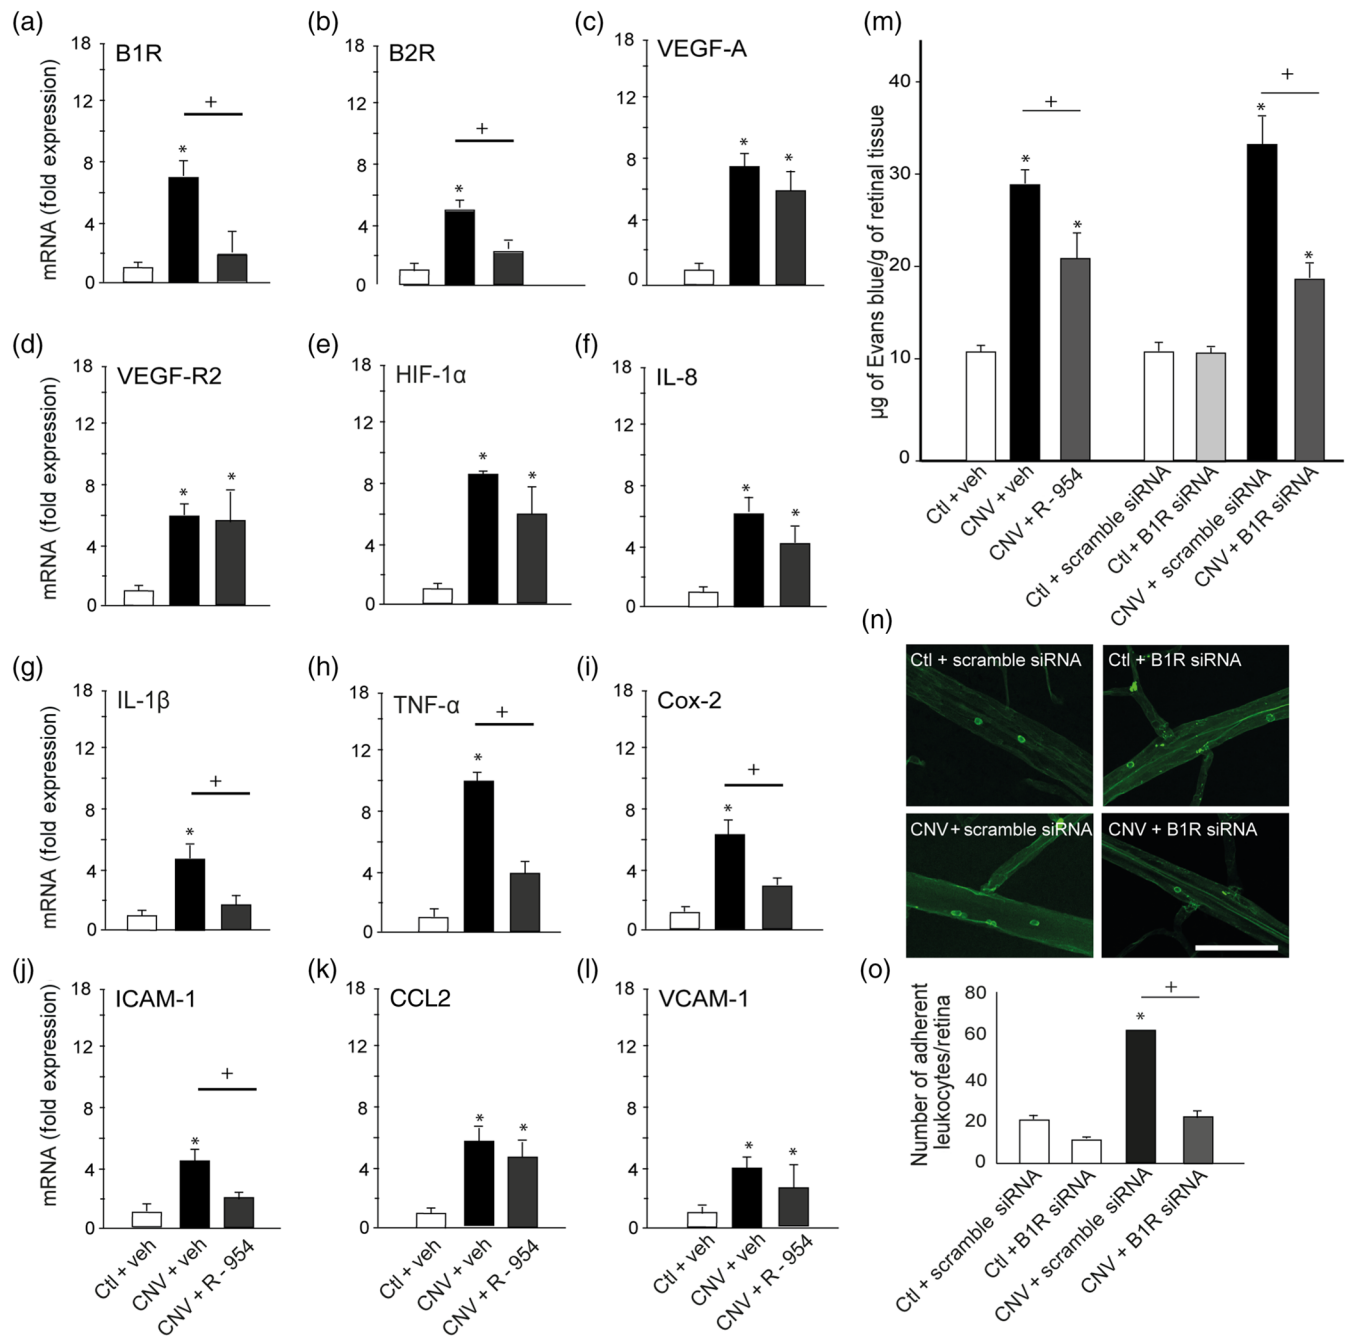 (a)
B1R
mRNA (fold expression)
18
12
8
4
0
*
+
(b)
B2R
18
12
8
4
0
*
+
(c)
VEGF-A
18
12
8
4
0
*
*
(d)
VEGF-R2
mRNA (fold expression)
18
12
8
4
0
*
*
(e)
HIF-1α
18
12
8
4
0
*
*
(f)
IL-8
18
12
8
4
0
*
*
(g)
IL-1β
mRNA (fold expression)
18
12
8
4
0
*
+
(h)
TNF-α
18
12
8
4
0
*
+
(i)
Cox-2
18
12
8
4
0
*
+
(j)
ICAM-1
mRNA (fold expression)
18
12
8
4
0
*
+
Ctl + veh
CNV + veh
CNV + R - 954
(k)
CCL2
18
12
8
4
0
*
*
Ctl + veh
CNV + veh
CNV + R - 954
(l)
VCAM-1
18
12
8
4
0
*
*
Ctl + veh
CNV + veh
CNV + R - 954
(m)
µg of Evans blue/g of retinal tissue
40
30
20
10
0
*
+
*
*
+
*
Ctl + veh
CNV + veh
CNV + R - 954
Ctl + scramble siRNA
Ctl + B1R siRNA
CNV + scramble siRNA
CNV + B1R siRNA
(n)
Ctl + scramble siRNA
Ctl + B1R siRNA
CNV + scramble siRNA
CNV + B1R siRNA
(o)
Number of adherent
leukocytes/retina
80
60
40
20
0
*
+
Ctl + scramble siRNA
Ctl + B1R siRNA
CNV + scramble siRNA
CNV + B1R siRNA